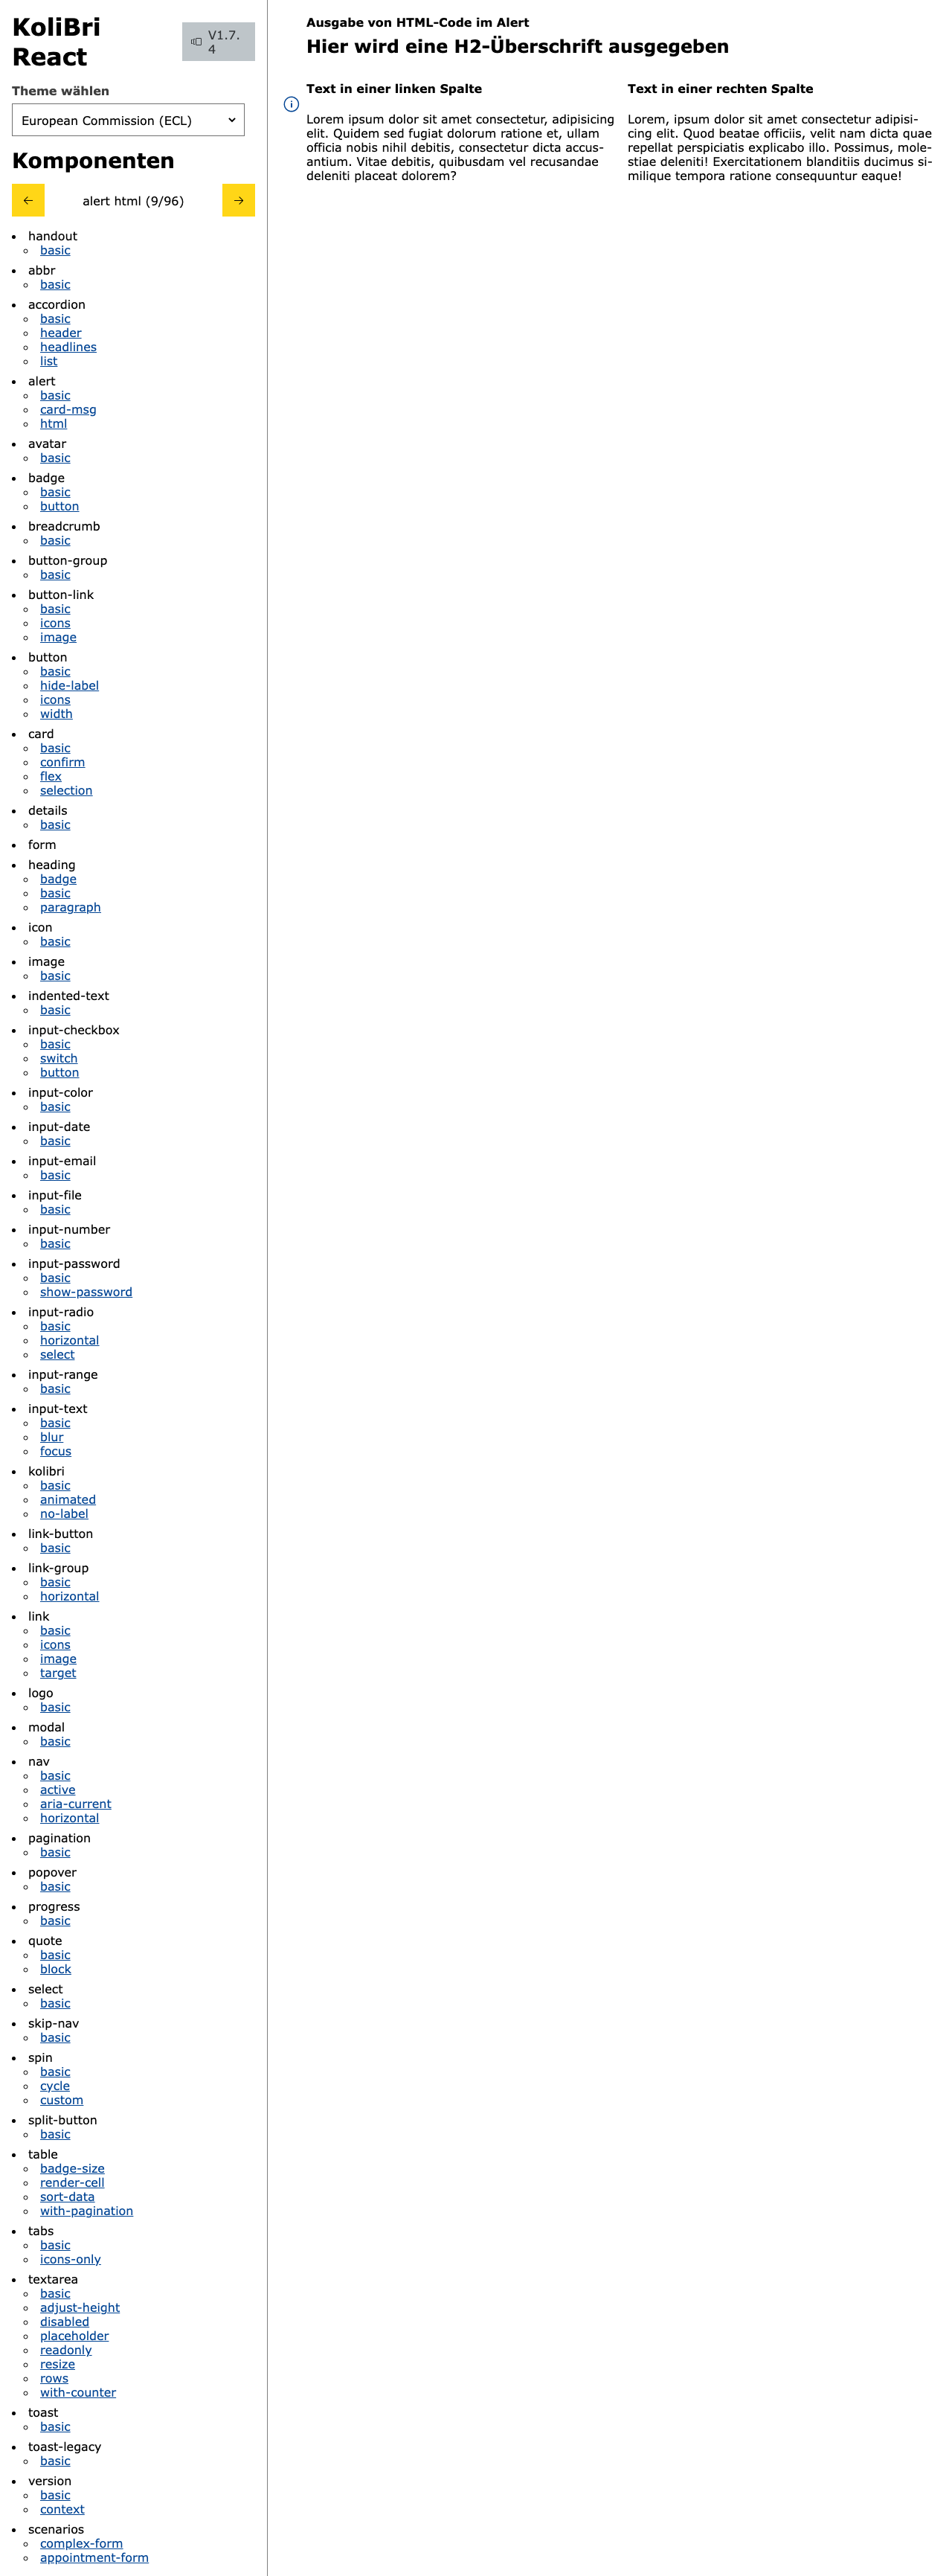 KoliBri
React
V1.7.
4
Theme wählen
European Commission (ECL)
Komponenten
alert html (9/96)
handout
basic
abbr
basic
accordion
basic
header
headlines
list
alert
basic
card-msg
html
avatar
basic
badge
basic
button
breadcrumb
basic
button-group
basic
button-link
basic
icons
image
button
basic
hide-label
icons
width
card
basic
confirm
flex
selection
details
basic
form
heading
badge
basic
paragraph
icon
basic
image
basic
indented-text
basic
input-checkbox
basic
switch
button
input-color
basic
input-date
basic
input-email
basic
input-file
basic
input-number
basic
input-password
basic
show-password
input-radio
basic
horizontal
select
input-range
basic
input-text
basic
blur
focus
kolibri
basic
animated
no-label
link-button
basic
link-group
basic
horizontal
link
basic
icons
image
target
logo
basic
modal
basic
nav
basic
active
aria-current
horizontal
pagination
basic
popover
basic
progress
basic
quote
basic
block
select
basic
skip-nav
basic
spin
basic
cycle
custom
split-button
basic
table
badge-size
render-cell
sort-data
with-pagination
tabs
basic
icons-only
textarea
basic
adjust-height
disabled
placeholder
readonly
resize
rows
with-counter
toast
basic
toast-legacy
basic
version
basic
context
scenarios
complex-form
appointment-form
Ausgabe von HTML-Code im Alert
Hier wird eine H2-Überschrift ausgegeben
Text in einer linken Spalte
Lorem ipsum dolor sit amet consectetur, adipisicing
elit. Quidem sed fugiat dolorum ratione et, ullam
officia nobis nihil debitis, consectetur dicta accus-
antium. Vitae debitis, quibusdam vel recusandae
deleniti placeat dolorem?
Text in einer rechten Spalte
Lorem, ipsum dolor sit amet consectetur adipisi-
cing elit. Quod beatae officiis, velit nam dicta quae
repellat perspiciatis explicabo illo. Possimus, mole-
stiae deleniti! Exercitationem blanditiis ducimus si-
milique tempora ratione consequuntur eaque!